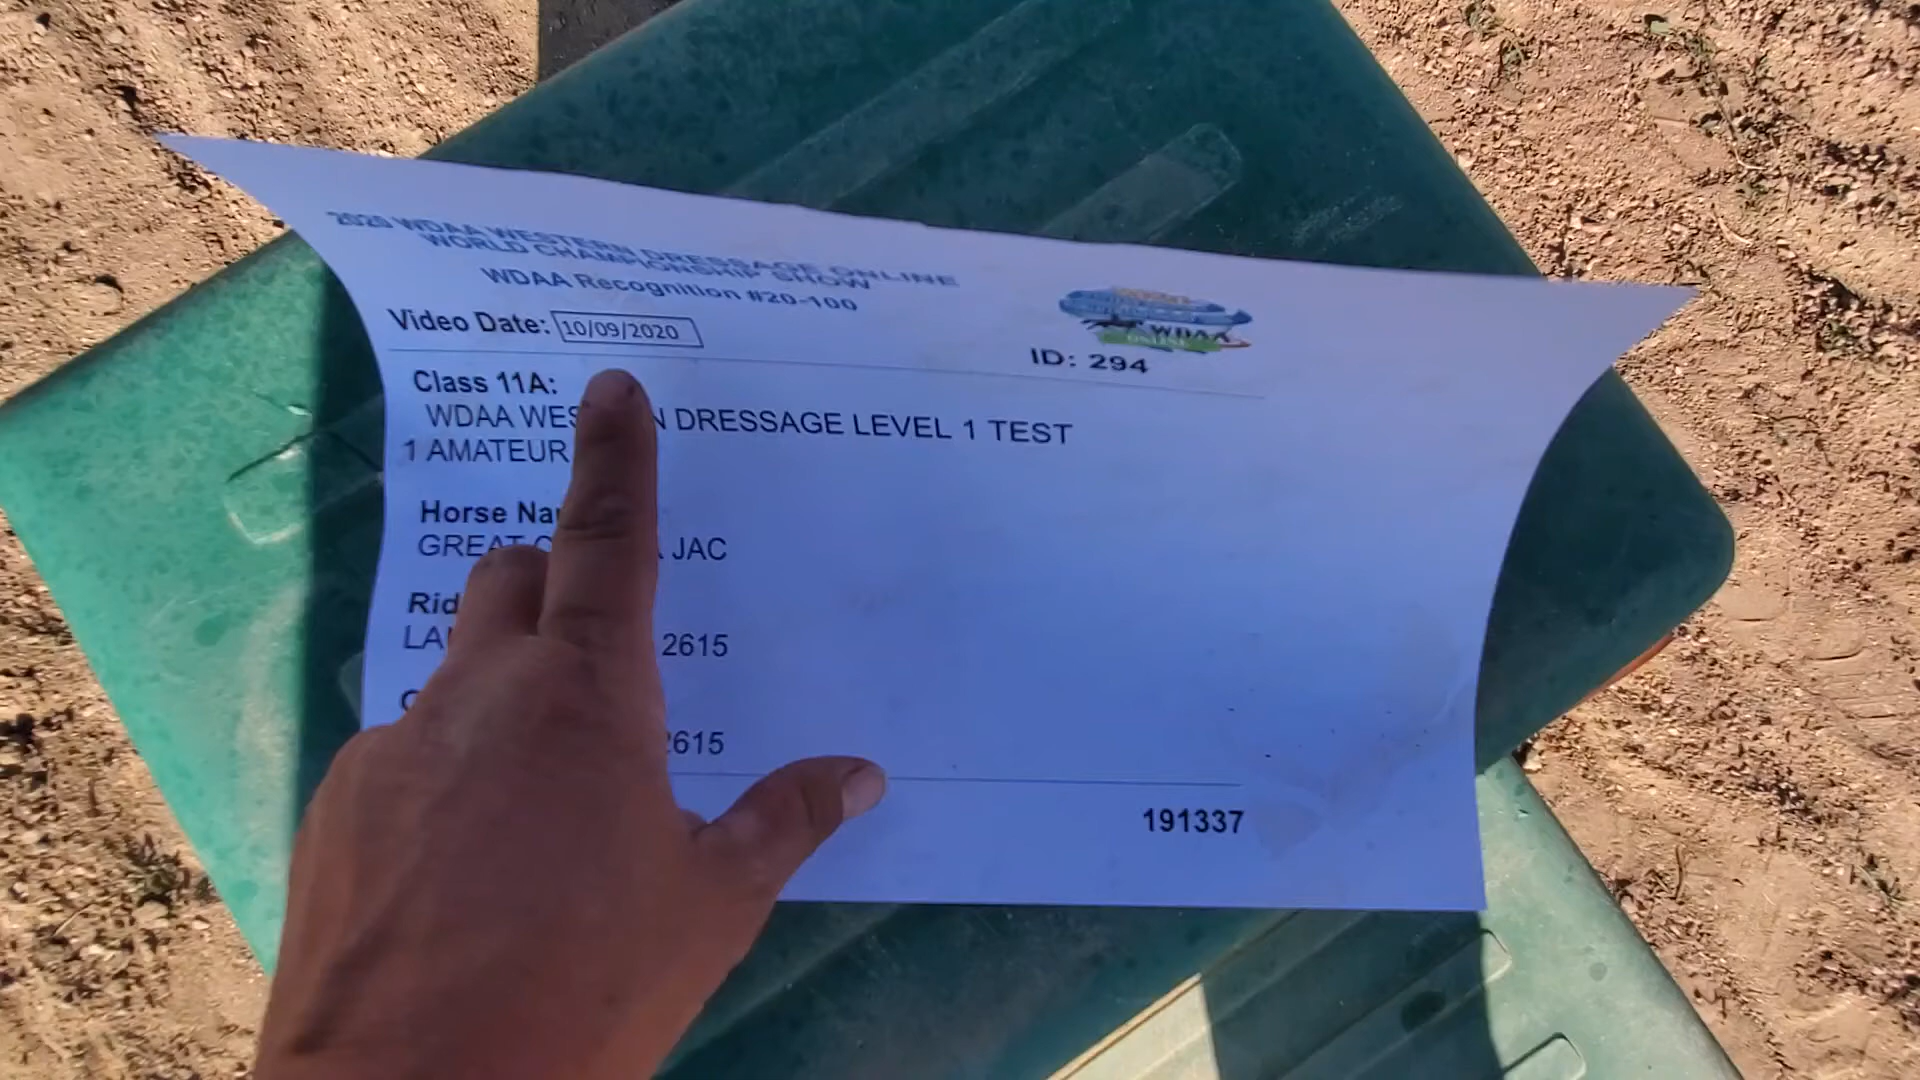 2020 WDAA WESTERN DRESSAGE ONLINE
WORLD CHAMPIONSHIP SHOW
WDAA Recognition #20-100
Video Date: 10/09/2020
WDAA
ONLINE
ID: 294
Class 11A:
WDAA WES N DRESSAGE LEVEL 1 TEST
1 AMATEUR
Horse Na
GREAT JAC
Rid
LA 2615
2615
191337